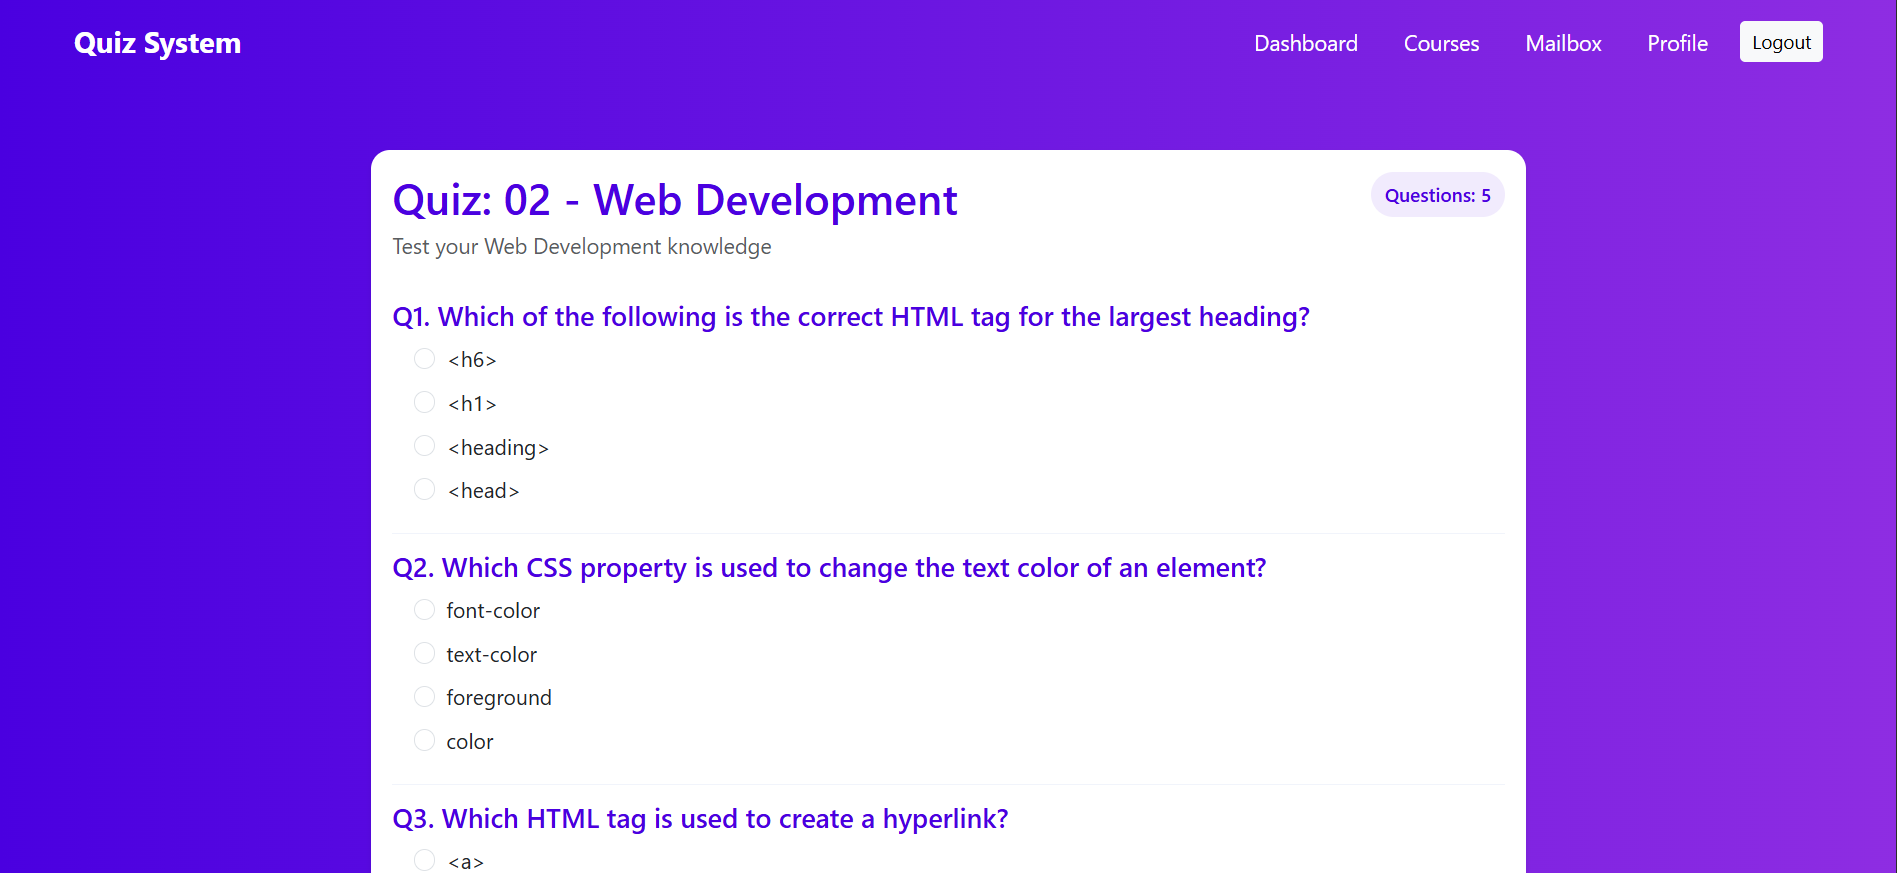 Quiz System
Dashboard
Courses
Mailbox
Profile
Logout
Quiz: 02 - Web Development
Questions: 5
Test your Web Development knowledge
Q1. Which of the following is the correct HTML tag for the largest heading?
<h6>
<h1>
<heading>
<head>
Q2. Which CSS property is used to change the text color of an element?
font-color
text-color
foreground
color
Q3. Which HTML tag is used to create a hyperlink?
<a>